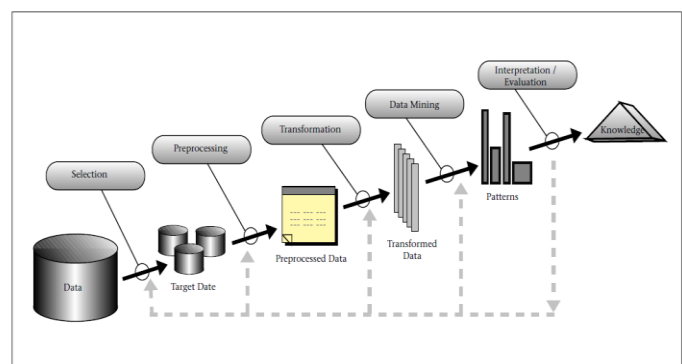 Interpretation /
Evaluation
Data Mining
Transformation
Knowledge
Preprocessing
Selection
Patterns
Transformed
Data
Preprocessed Data
Target Date
Data